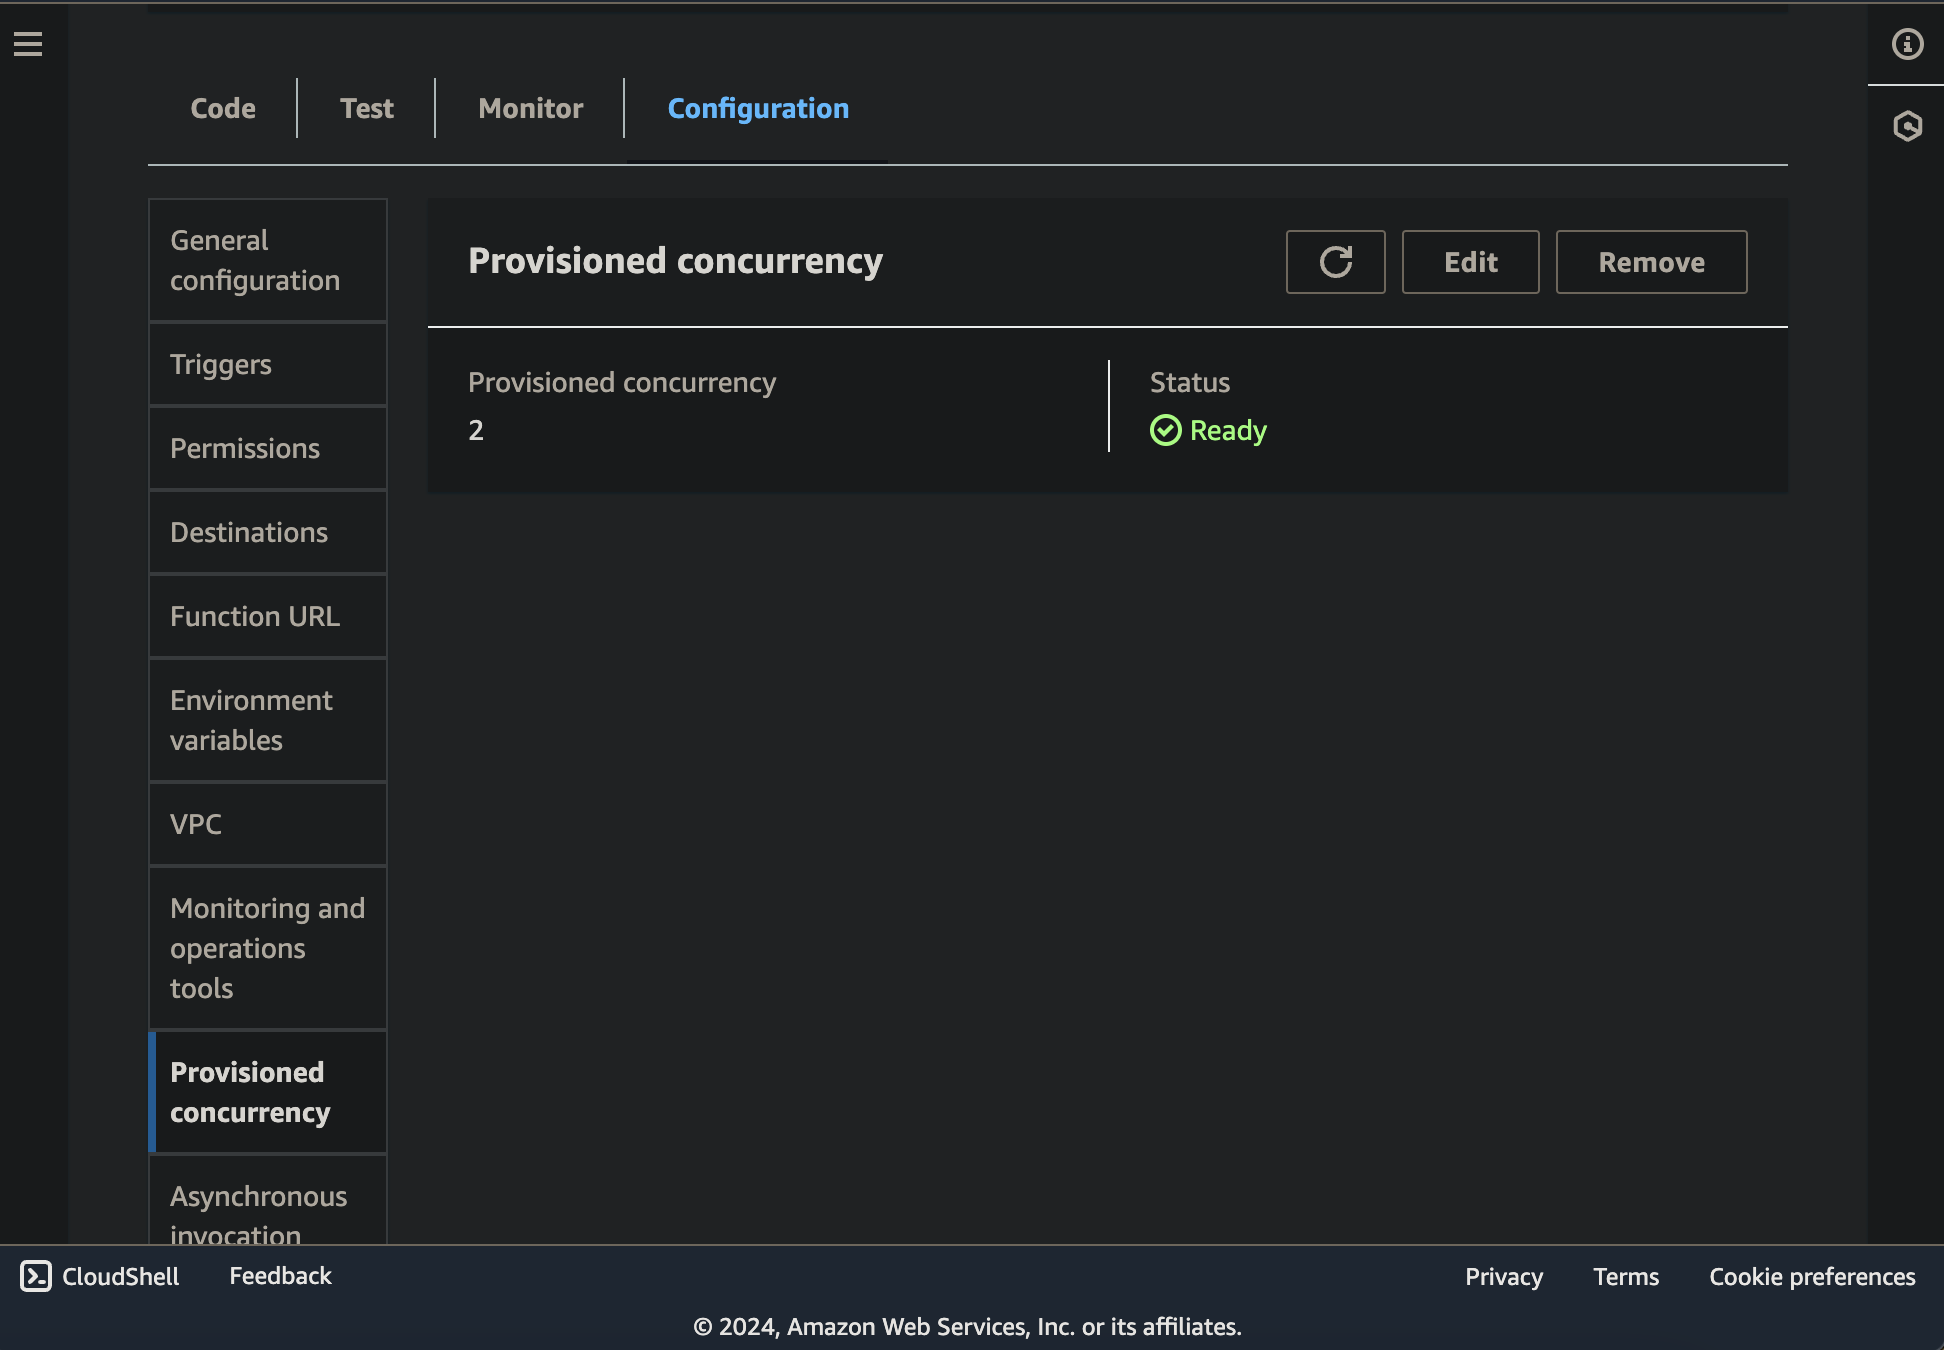 Code
Test
Monitor
Configuration
General
configuration
Triggers
Permissions
Destinations
Function URL
Environment
variables
VPC
Monitoring and
operations
tools
Provisioned
concurrency
Asynchronous
invocation
Provisioned concurrency
Edit
Remove
Provisioned concurrency
2
Status
Ready
CloudShell
Feedback
Privacy
Terms
Cookie preferences
© 2024, Amazon Web Services, Inc. or its affiliates.